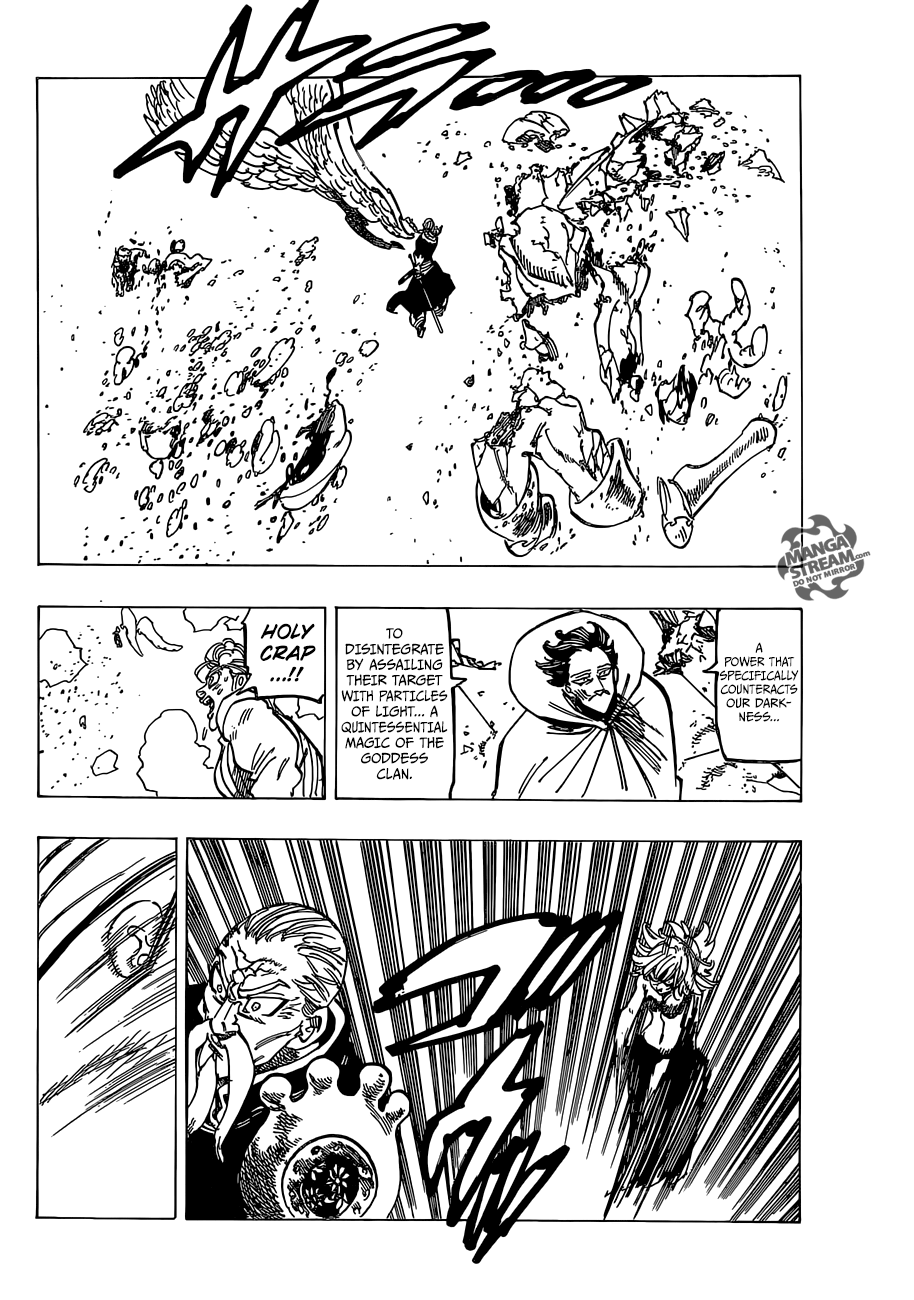 A
POWER THAT
SPECIFICALLY
COUNTERACTS
OUR DARK-
NESS...
TO
DISINTEGRATE
BY ASSAILING
THEIR TARGET
WITH PARTICLES
OF LIGHT... A
QUINTESSENTIAL
MAGIC OF THE
GODDESS
CLAN.
HOLY
CRAP
...!!
MANGA
STREAM.com
DO NOT MIRROR